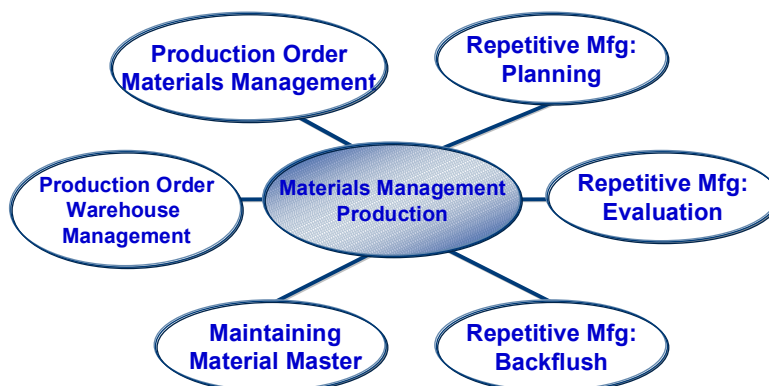 Production Order
Materials Management
Repetitive Mfg:
Planning
Production Order
Warehouse
Management
Materials Management
Production
Repetitive Mfg:
Evaluation
Maintaining
Material Master
Repetitive Mfg:
Backflush